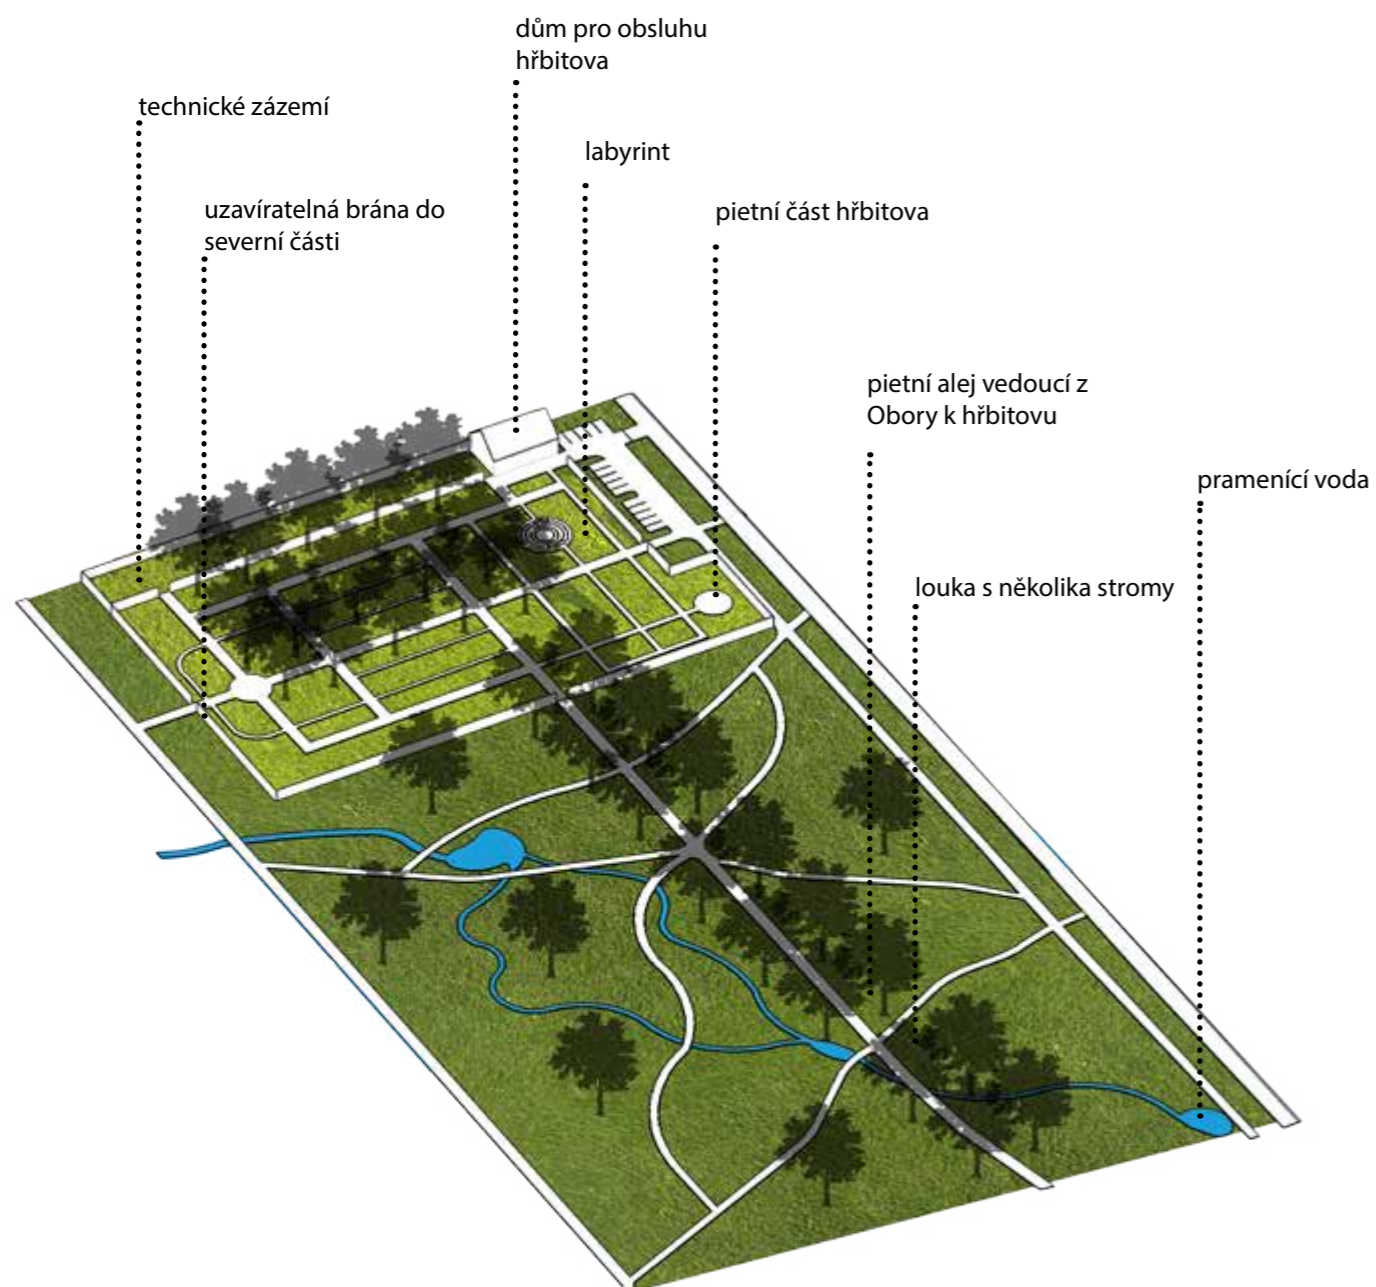 dům pro obsluhu
hřbitova
technické zázemí
labyrint
uzavíratelná brána do
severní části
pietní část hřbitova
pietní alej vedoucí z
Obory k hřbitovu
pramenící voda
louka s několika stromy